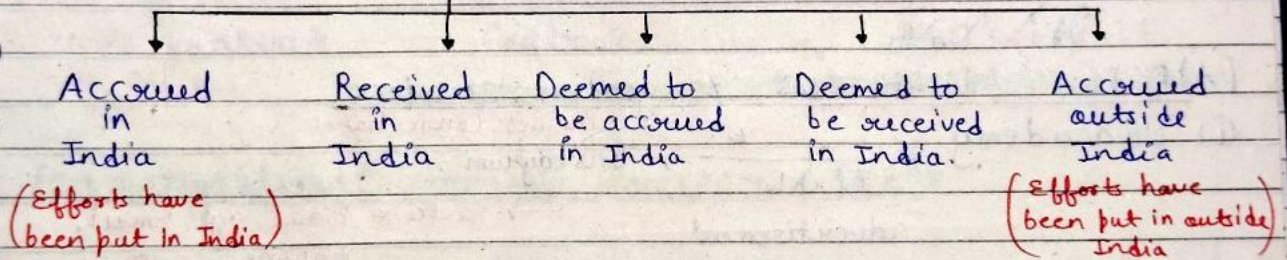 Accrued
in
India
(Efforts have
been put in India)
Received
in
India
Deemed to
be accrued
in India
Deemed to
be received
in India.
Accrued
outside
India
(Efforts have
been put in outside
India)